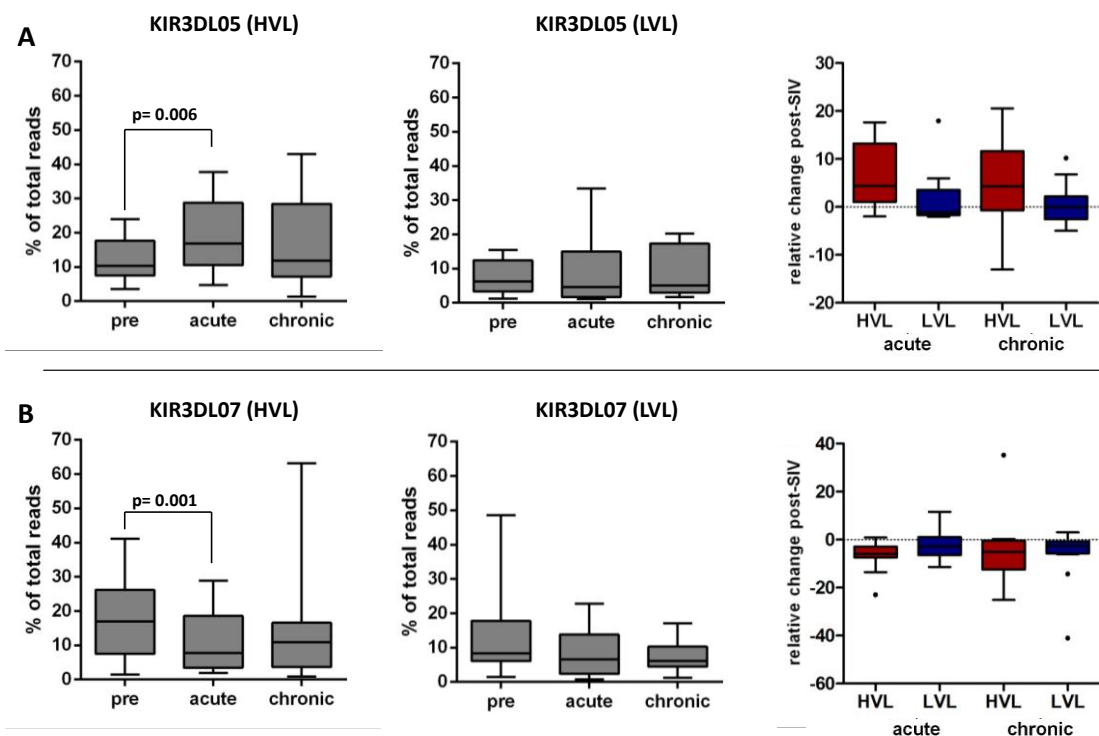 A
KIR3DL05 (HVL)
% of total reads
70
60
50
40
30
20
10
0
p= 0.006
pre acute chronic
KIR3DL05 (LVL)
70
60
50
40
30
20
10
0
pre acute chronic
relative change post-SIV
30
20
10
0
-10
-20
HVL LVL HVL LVL
acute chronic
B
KIR3DL07 (HVL)
% of total reads
70
60
50
40
30
20
10
0
p= 0.001
pre acute chronic
KIR3DL07 (LVL)
% of total reads
70
60
50
40
30
20
10
0
pre acute chronic
relative change post-SIV
40
20
0
-20
-40
-60
HVL LVL HVL LVL
acute chronic